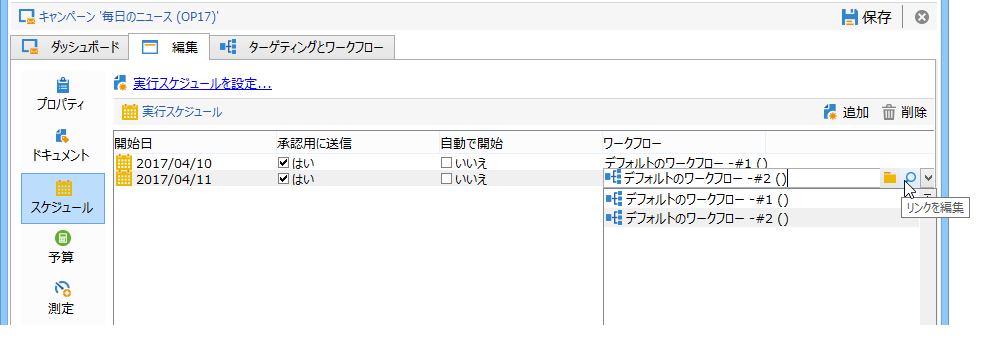 キャンペーン '毎日のニュース (OP17)'
保存
ダッシュボード 編集 ターゲティングとワークフロー
プロパティ
ドキュメント
スケジュール
予算
測定
実行スケジュールを設定...
実行スケジュール 追加 削除
開始日 承認用に送信 自動で開始 ワークフロー
2017/04/10 はい いいえ デフォルトのワークフロー -#1 ()
2017/04/11 はい いいえ デフォルトのワークフロー -#2 ()
デフォルトのワークフロー -#1 ()
デフォルトのワークフロー -#2 ()
リンクを編集